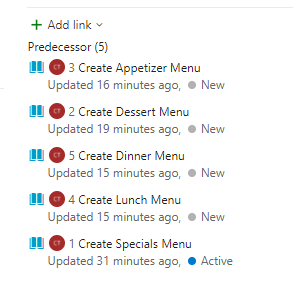 + Add link
Predecessor (5)
CT 3 Create Appetizer Menu
Updated 16 minutes ago, New
CT 2 Create Dessert Menu
Updated 19 minutes ago, New
CT 5 Create Dinner Menu
Updated 15 minutes ago, New
CT 4 Create Lunch Menu
Updated 15 minutes ago, New
CT 1 Create Specials Menu
Updated 31 minutes ago, Active